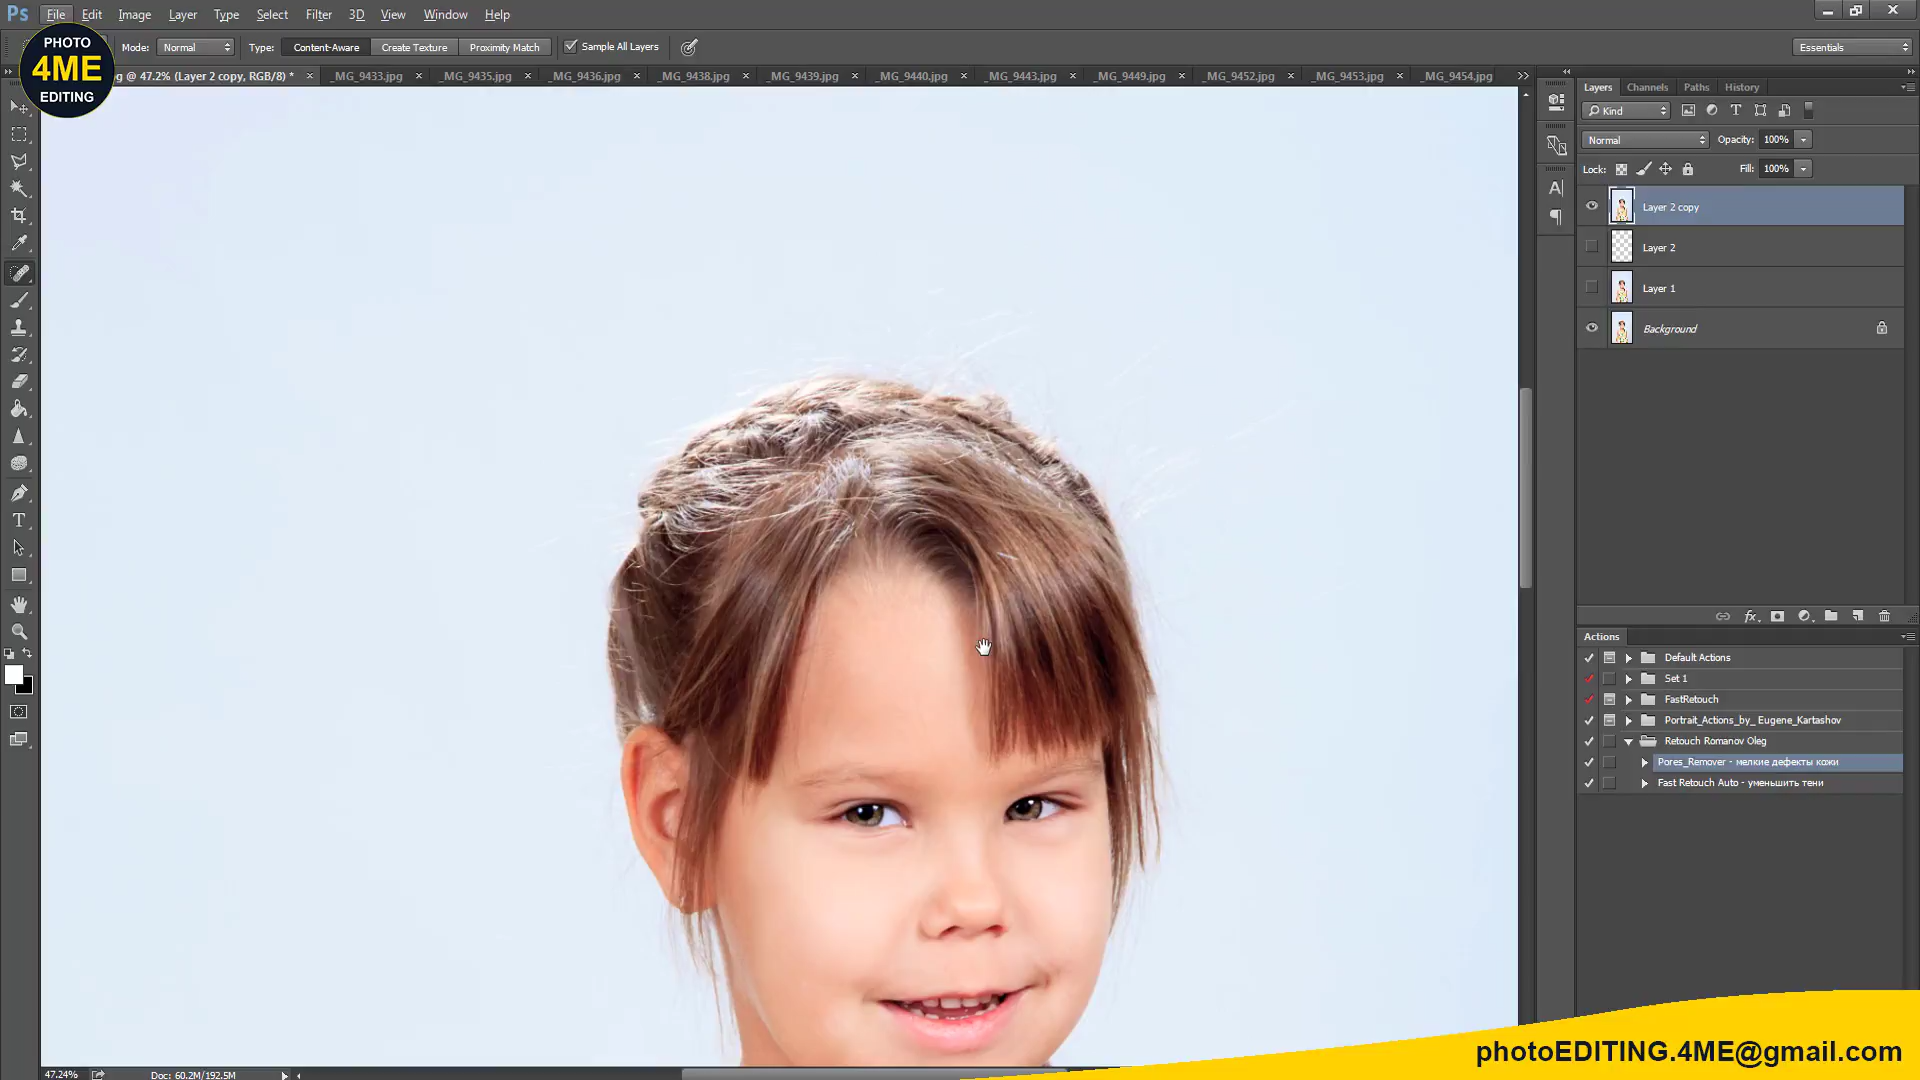 Ps File Edit Image Layer Type Select Filter 3D View Window Help
PHOTO
4ME
EDITING
Mode: Normal Type: Content-Aware Create Texture Proximity Match Sample All Layers Essentials
g @ 47.2% (Layer 2 copy, RGB/8) * _MG_9433.jpg _MG_9435.jpg _MG_9436.jpg _MG_9438.jpg _MG_9439.jpg _MG_9440.jpg _MG_9443.jpg _MG_9449.jpg _MG_9452.jpg _MG_9453.jpg _MG_9454.jpg
Layers Channels Paths History
Kind
Normal Opacity: 100%
Lock: Fill: 100%
Layer 2 copy
Layer 2
Layer 1
Background
Actions
Default Actions
Set 1
FastRetouch
Portrait_Actions_by_ Eugene_Kartashov
Retouch Romanov Oleg
Pores_Remover - мелкие дефекты кожи
Fast Retouch Auto - уменьшить тени
photoEDITING.4ME@gmail.com
47.24% Doc: 60.2M/192.5M